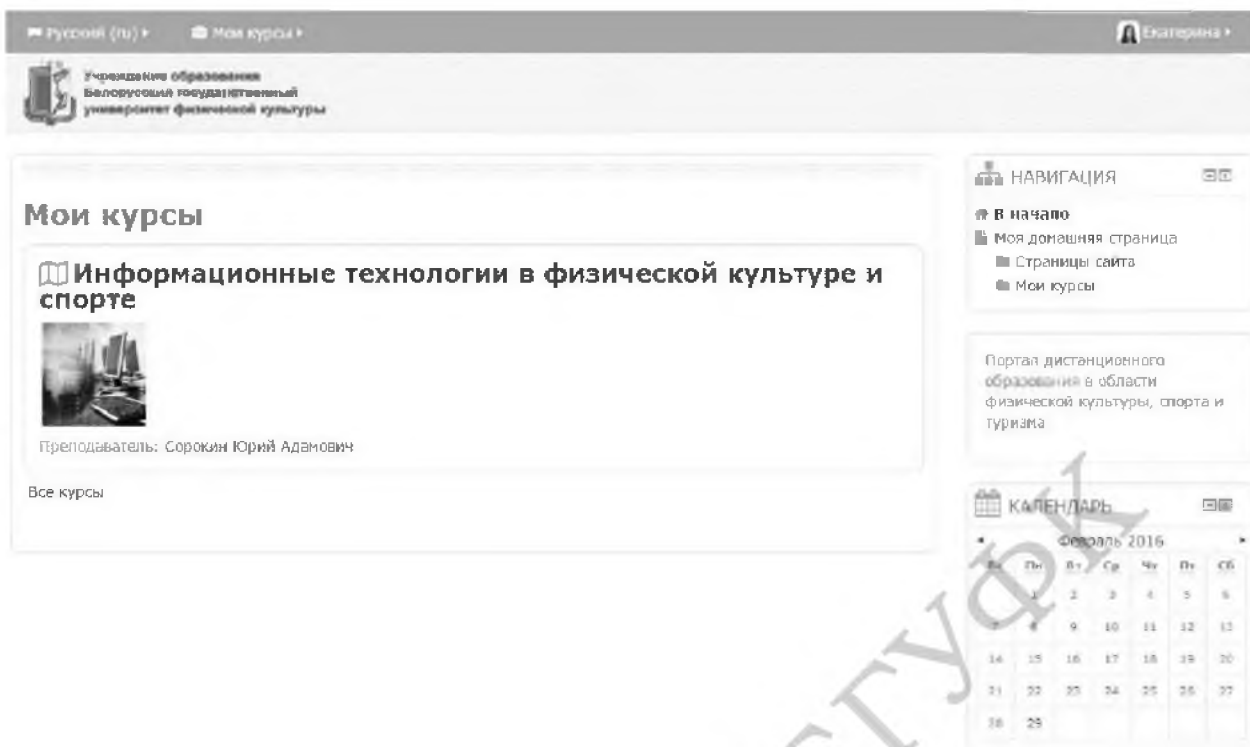 Русский (ru)
Мои курсы
Екатерина
Учреждение образования
Белорусский государственный
университет физической культуры
Мои курсы
Информационные технологии в физической культуре и
спорте
Преподаватель: Сорокин Юрий Адамович
Все курсы
НАВИГАЦИЯ
В начало
Моя домашняя страница
Страницы сайта
Мои курсы
Портал дистанционного
образования в области
физической культуры, спорта и
туризма
КАЛЕНДАРЬ
Февраль 2016
Вс Пн Вт Ср Чт Пт Сб
1 2 3 4 5 6
7 8 9 10 11 12 13
14 15 16 17 18 19 20
21 22 23 24 25 26 27
28 29
ГУФК